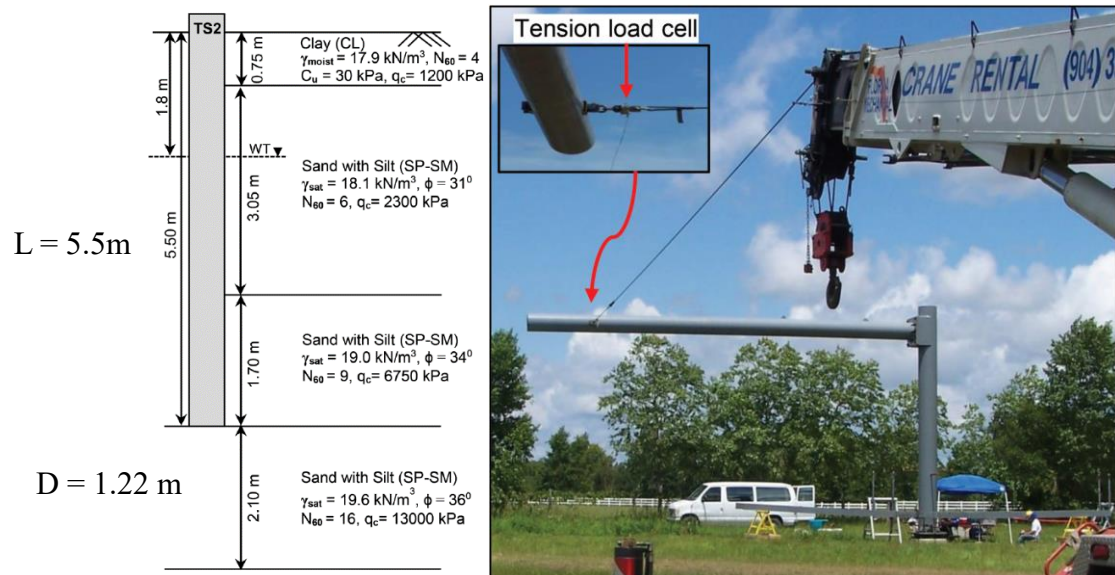 TS2
Clay (CL)
γmoist = 17.9 kN/m³, N₆₀ = 4
Cᵤ = 30 kPa, q꜀= 1200 kPa
0.75 m
1.8 m
WT
Sand with Silt (SP-SM)
γsat = 18.1 kN/m³, ϕ = 31⁰
N₆₀ = 6, q꜀= 2300 kPa
3.05 m
5.50 m
L = 5.5m
Sand with Silt (SP-SM)
γsat = 19.0 kN/m³, ϕ = 34⁰
N₆₀ = 9, q꜀= 6750 kPa
1.70 m
D = 1.22 m
Sand with Silt (SP-SM)
γsat = 19.6 kN/m³, ϕ = 36⁰
N₆₀ = 16, q꜀= 13000 kPa
2.10 m
Tension load cell
CRANE RENTAL (904) 3